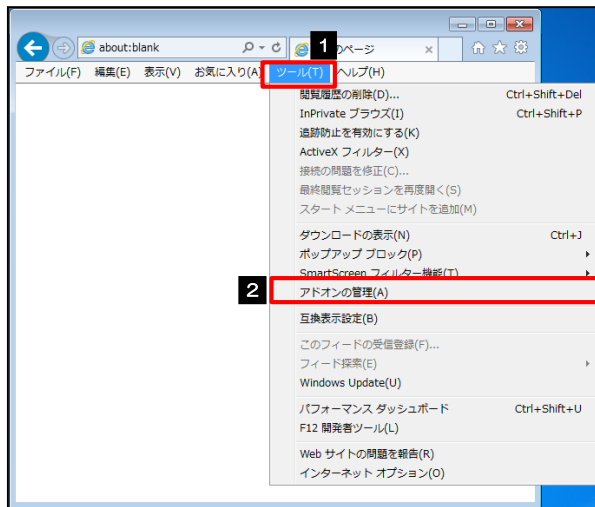 1
about:blank
のページ
ファイル(F) 編集(E) 表示(V) お気に入り(A) ツール(T) ヘルプ(H)
閲覧履歴の削除(D)... Ctrl+Shift+Del
InPrivate ブラウズ(I) Ctrl+Shift+P
追跡防止を有効にする(K)
ActiveX フィルター(X)
接続の問題を修正(C)...
最終閲覧セッションを再度開く(S)
スタート メニューにサイトを追加(M)
ダウンロードの表示(N) Ctrl+J
ポップアップ ブロック(P)
SmartScreen フィルター機能(T)
2
アドオンの管理(A)
互換表示設定(B)
このフィードの受信登録(F)...
フィード探索(E)
Windows Update(U)
パフォーマンス ダッシュボード Ctrl+Shift+U
F12 開発者ツール(L)
Web サイトの問題を報告(R)
インターネット オプション(O)